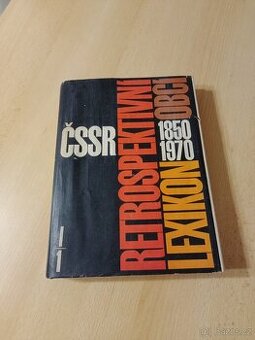 ČSSR
RETROSPEKTIVNÍ
LEXIKON OBCÍ
1850
1970
I/1